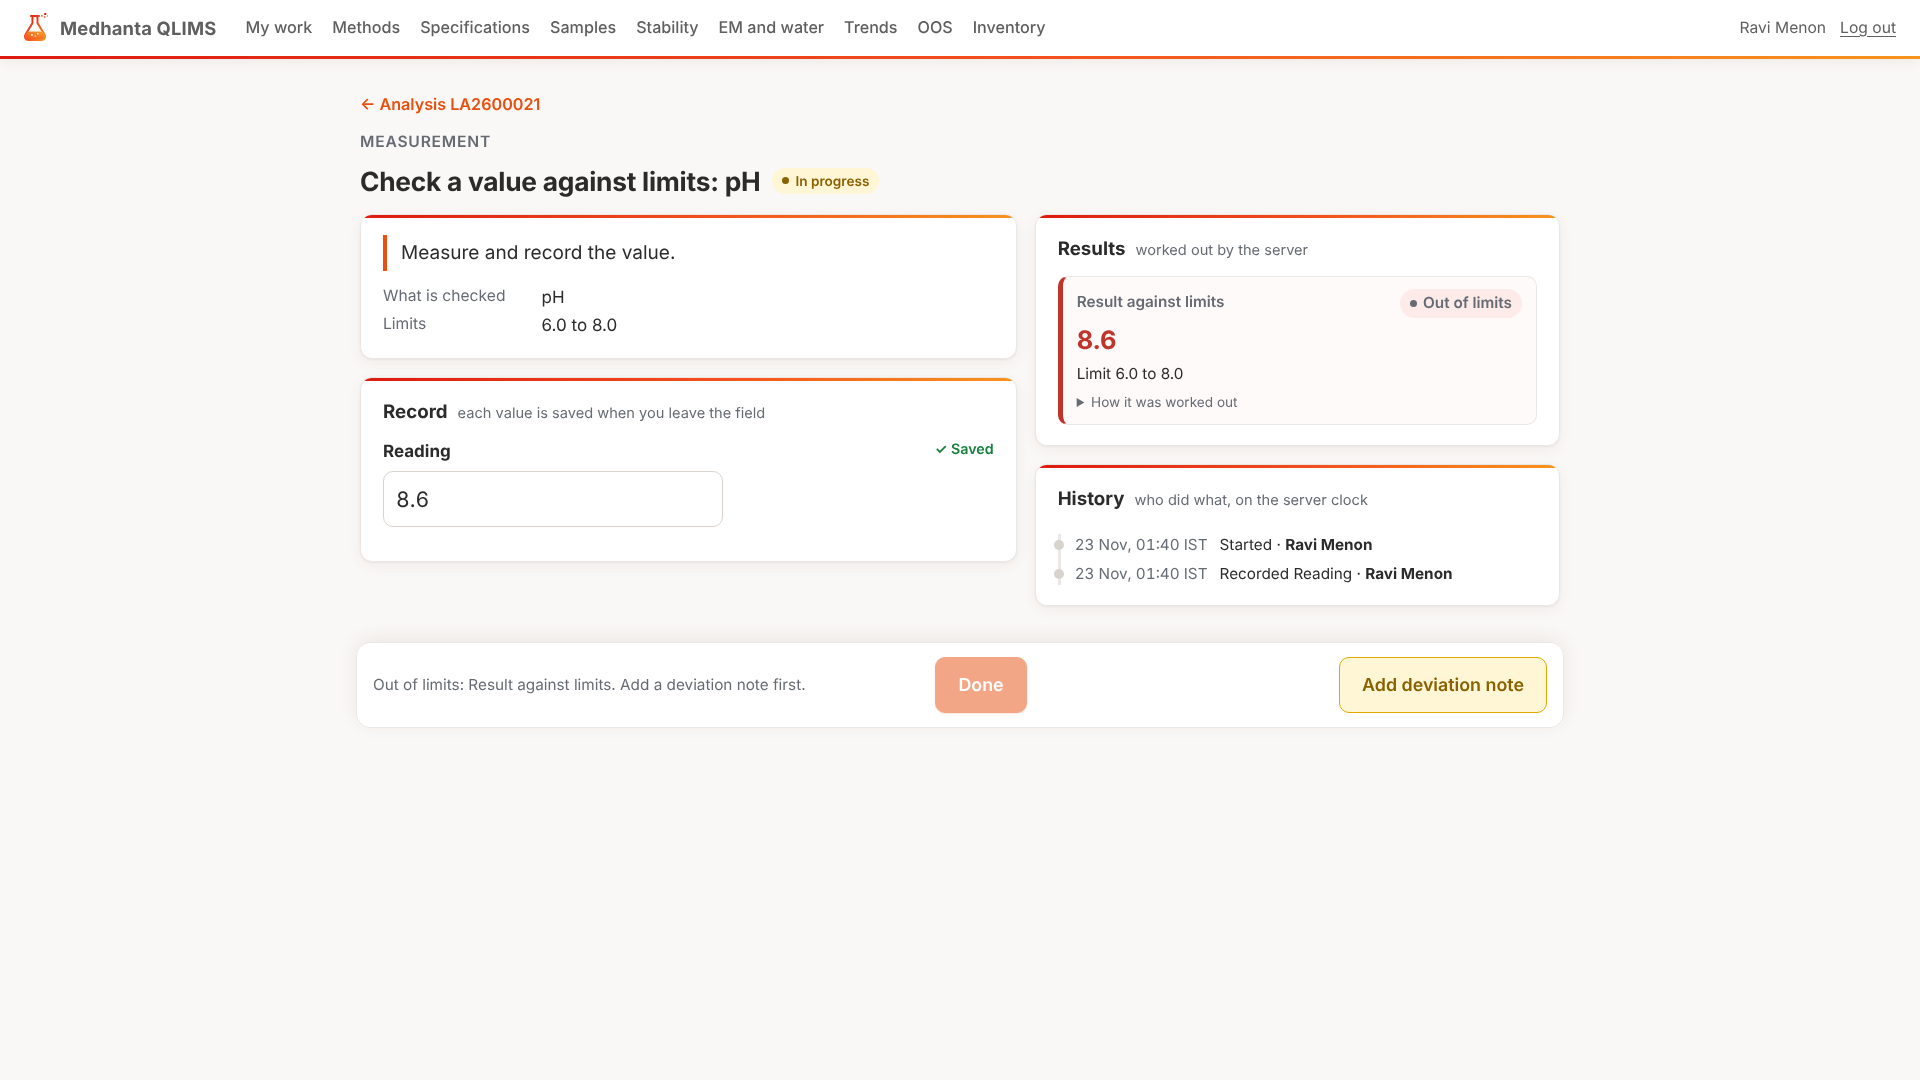 Medhanta QLIMS My work Methods Specifications Samples Stability EM and water Trends OOS Inventory Ravi Menon Log out
← Analysis LA2600021
MEASUREMENT
Check a value against limits: pH In progress
Measure and record the value.
What is checked pH
Limits 6.0 to 8.0
Record each value is saved when you leave the field
Reading ✓ Saved
8.6
Results worked out by the server
Result against limits Out of limits
8.6
Limit 6.0 to 8.0
How it was worked out
History who did what, on the server clock
23 Nov, 01:40 IST Started · Ravi Menon
23 Nov, 01:40 IST Recorded Reading · Ravi Menon
Out of limits: Result against limits. Add a deviation note first. Done Add deviation note